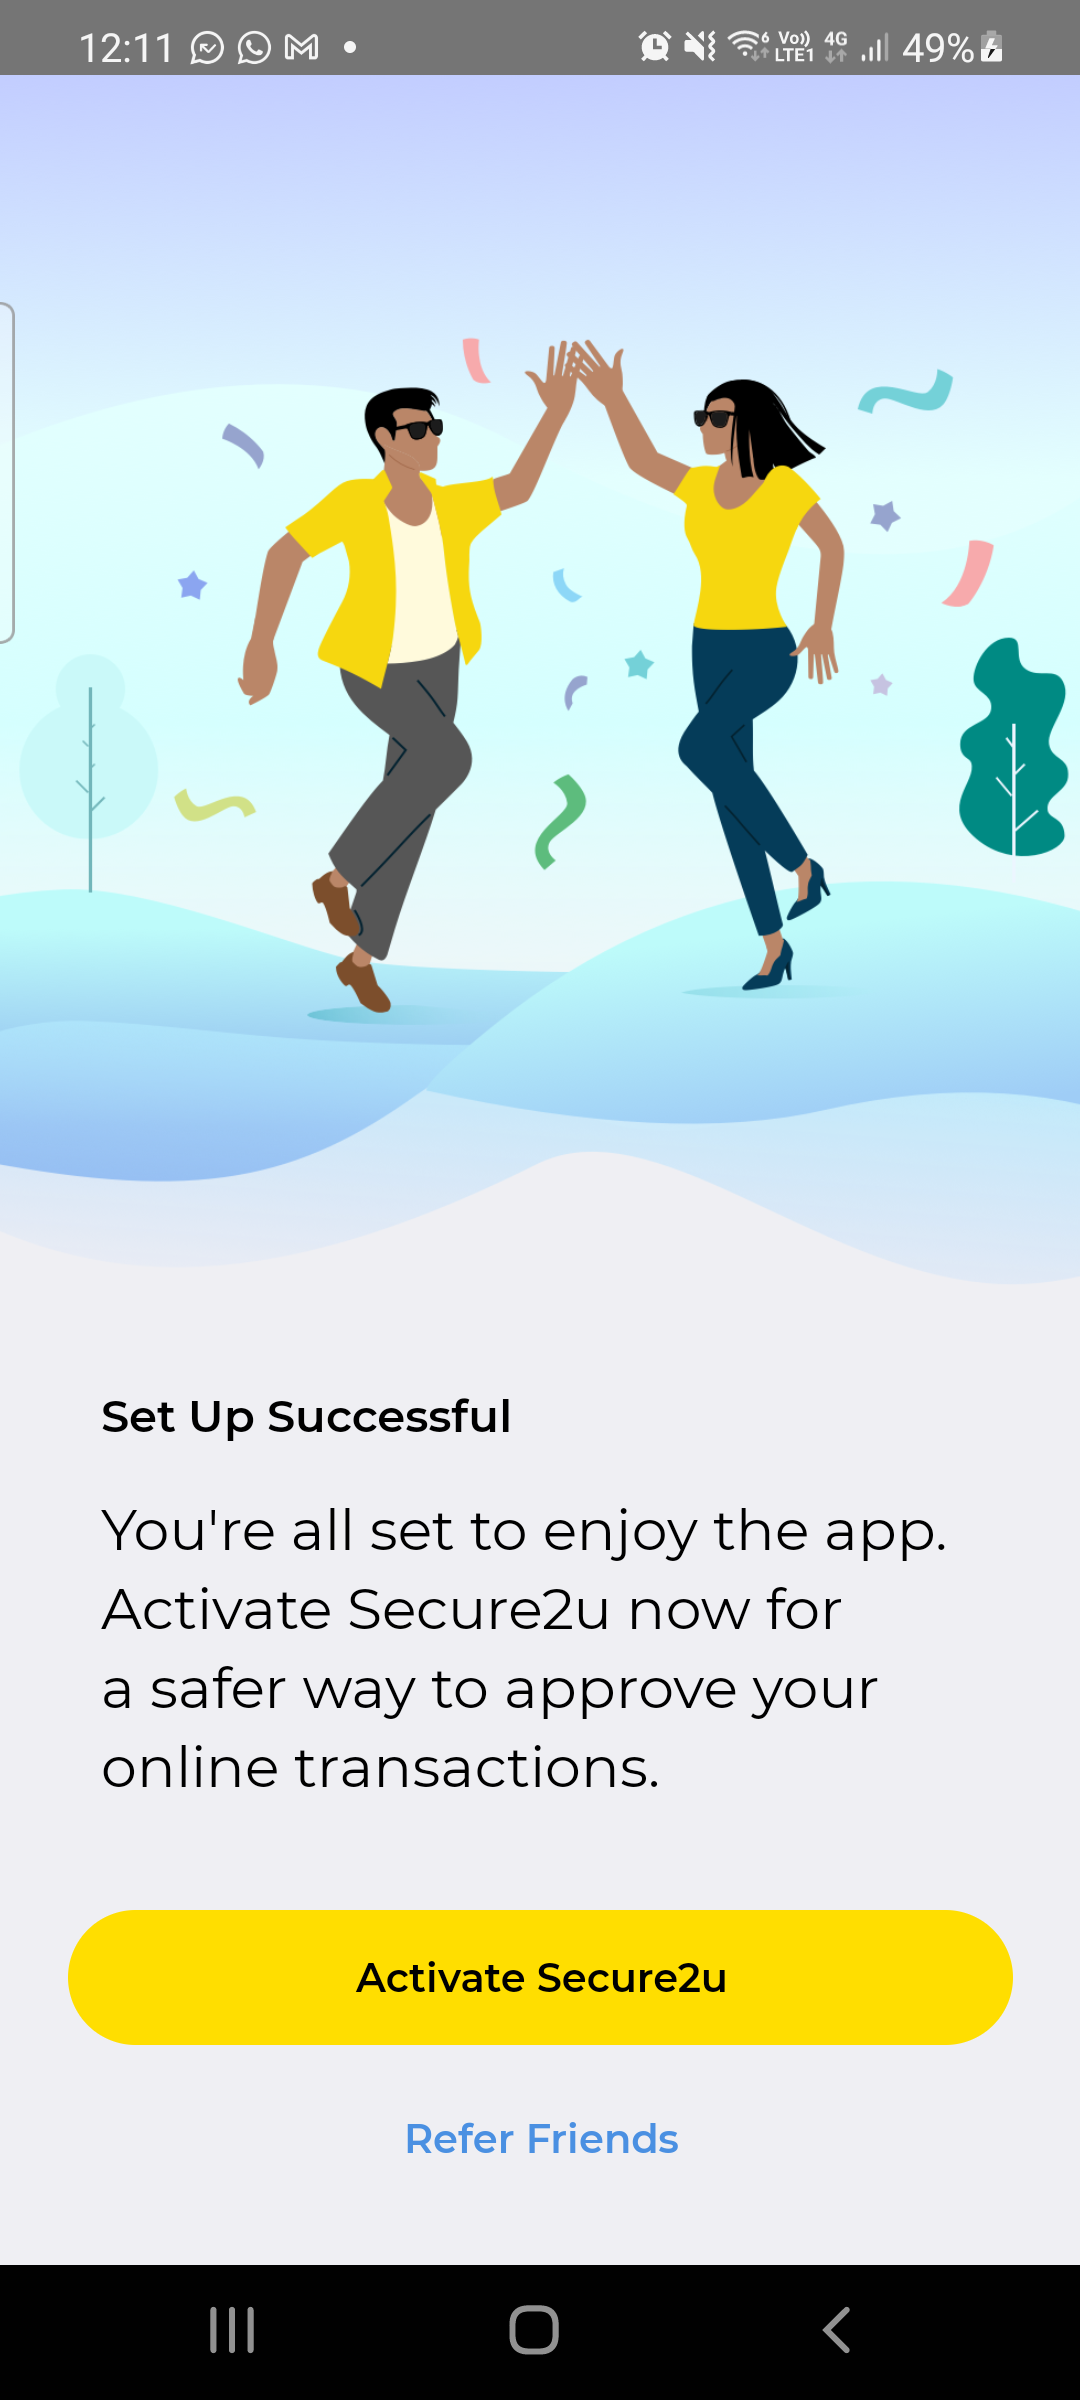 12:11 6 Vo)) LTE1 4G 49%
Set Up Successful
You're all set to enjoy the app.
Activate Secure2u now for
a safer way to approve your
online transactions.
Activate Secure2u
Refer Friends